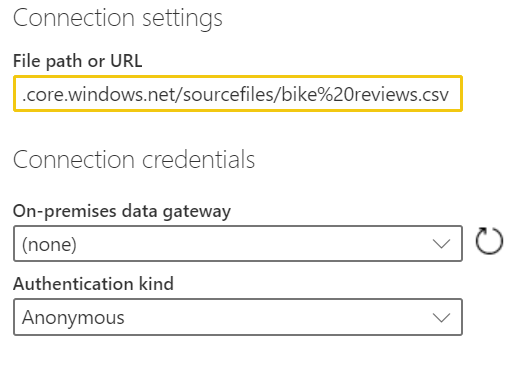 Connection settings
File path or URL
.core.windows.net/sourcefiles/bike%20reviews.csv
Connection credentials
On-premises data gateway
(none)
Authentication kind
Anonymous